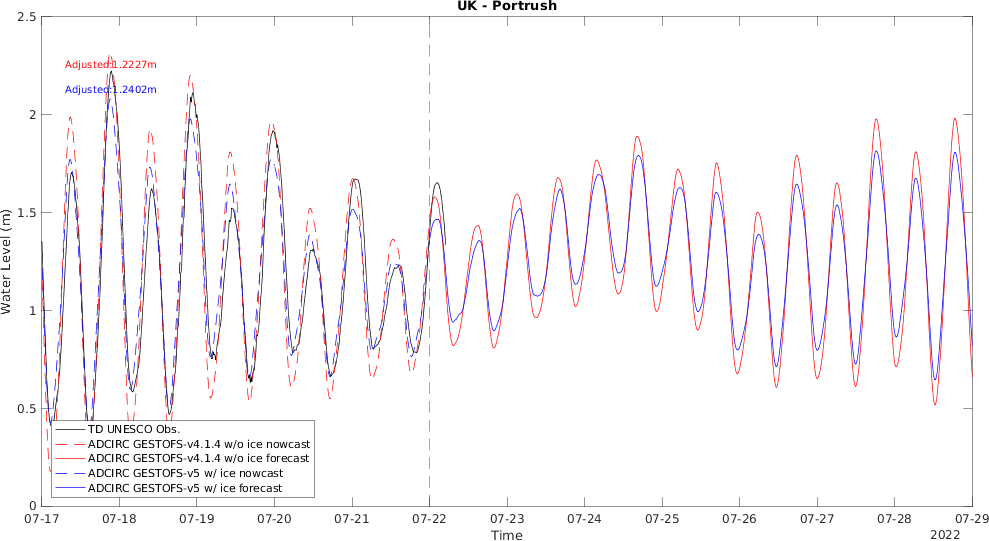 UK - Portrush
2.5
Adjusted:1.2227m
Adjusted:1.2402m
2
1.5
Water Level (m)
1
0.5
TD UNESCO Obs.
ADCIRC GESTOFS-v4.1.4 w/o ice nowcast
ADCIRC GESTOFS-v4.1.4 w/o ice forecast
ADCIRC GESTOFS-v5 w/ ice nowcast
ADCIRC GESTOFS-v5 w/ ice forecast
0
07-17 07-18 07-19 07-20 07-21 07-22 07-23 07-24 07-25 07-26 07-27 07-28 07-29
Time
2022